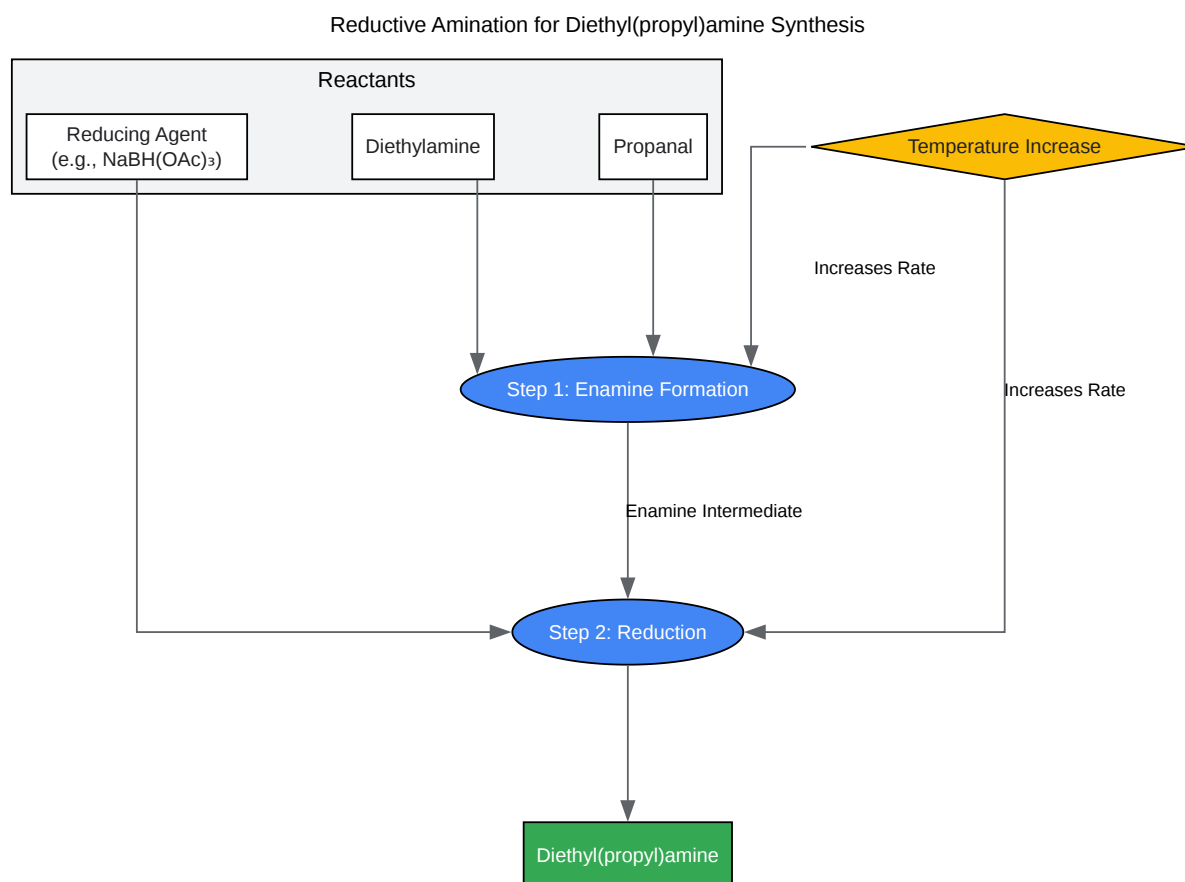 Reductive Amination for Diethyl(propyl)amine Synthesis
Reactants
Reducing Agent
(e.g., NaBH(OAc)₃)
Diethylamine
Propanal
Temperature Increase
Increases Rate
Step 1: Enamine Formation
Increases Rate
Enamine Intermediate
Step 2: Reduction
Diethyl(propyl)amine